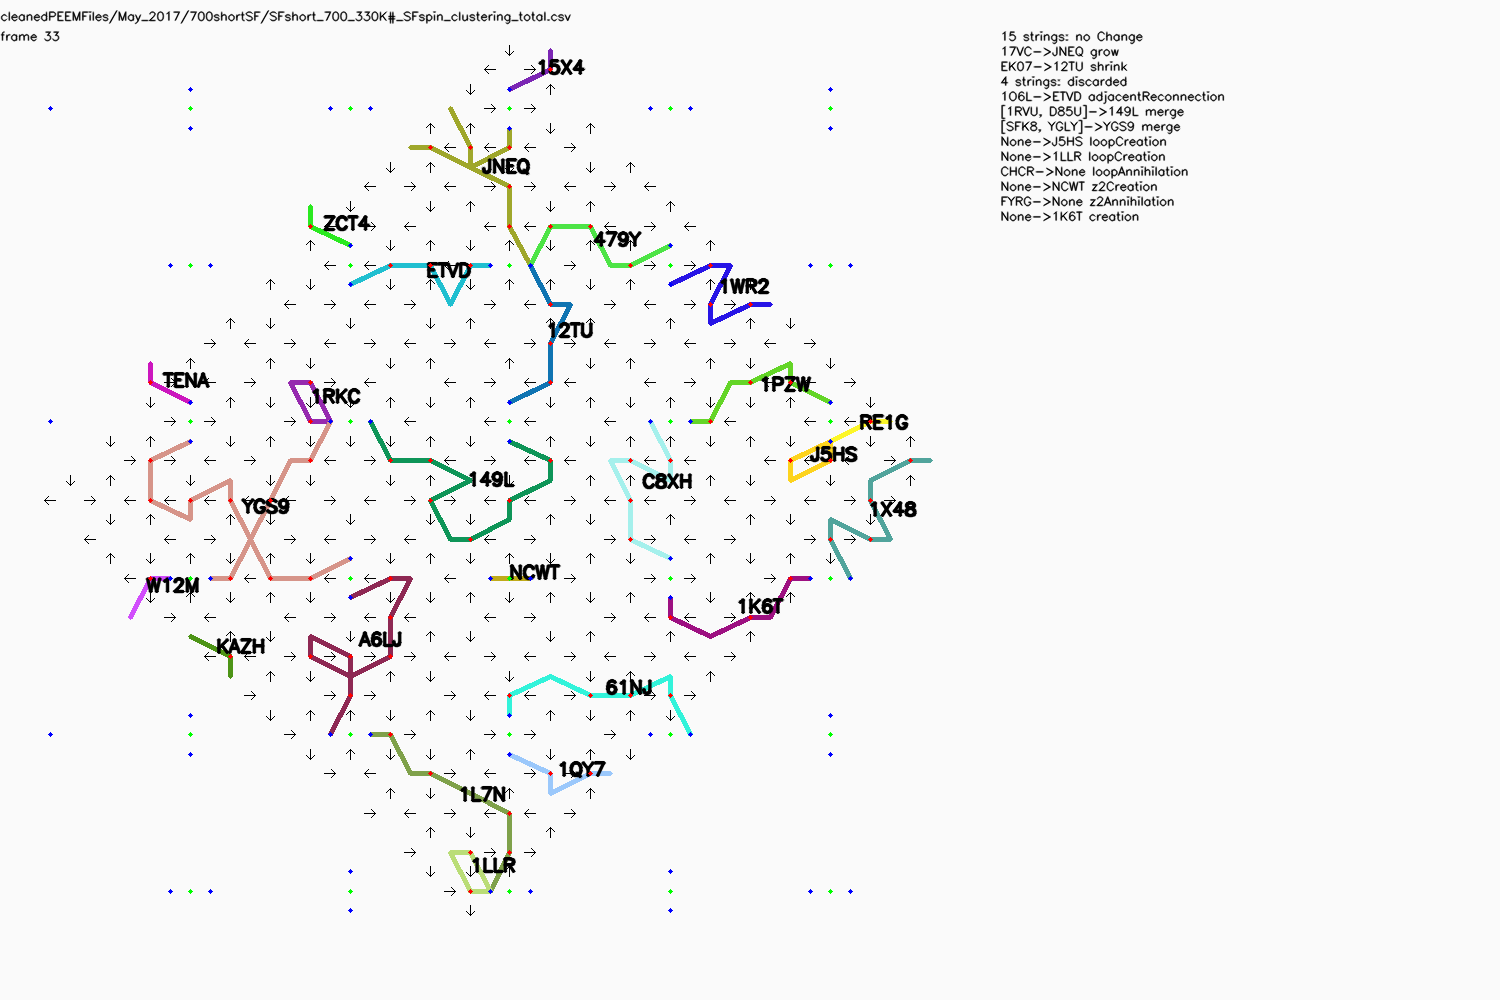 cleanedPEEMFiles/May_2017/700shortSF/SFshort_700_330K#_SFspin_clustering_total.csv
frame 33
15 strings: no Change
17VC->JNEQ grow
EK07->12TU shrink
4 strings: discarded
1O6L->ETVD adjacentReconnection
[1RVU, D85U]->149L merge
[SFK8, YGLY]->YGS9 merge
None->J5HS loopCreation
None->1LLR loopCreation
CHCR->None loopAnnihilation
None->NCWT z2Creation
FYRG->None z2Annihilation
None->1K6T creation
15X4
JNEQ
ZCT4
479Y
ETVD
1WR2
12TU
TENA
1RKC
1PZW
RE1G
J5HS
149L
C8XH
YGS9
1X48
NCWT
W12M
1K6T
A6LJ
KAZH
61NJ
1QY7
1L7N
1LLR